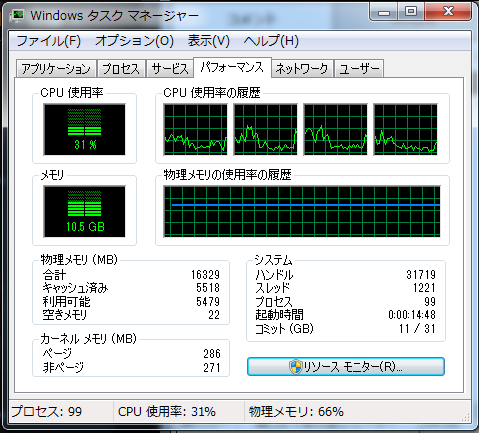 Windows タスク マネージャー
ファイル(F) オプション(O) 表示(V) ヘルプ(H)
アプリケーション プロセス サービス パフォーマンス ネットワーク ユーザー
CPU 使用率 CPU 使用率の履歴
31 %
メモリ 物理メモリの使用率の履歴
10.5 GB
物理メモリ (MB)
合計 16329
キャッシュ済み 5518
利用可能 5479
空きメモリ 22
カーネル メモリ (MB)
ページ 286
非ページ 271
システム
ハンドル 31719
スレッド 1221
プロセス 99
起動時間 0:00:14:48
コミット (GB) 11 / 31
リソース モニター(R)...
プロセス: 99 CPU 使用率: 31% 物理メモリ: 66%